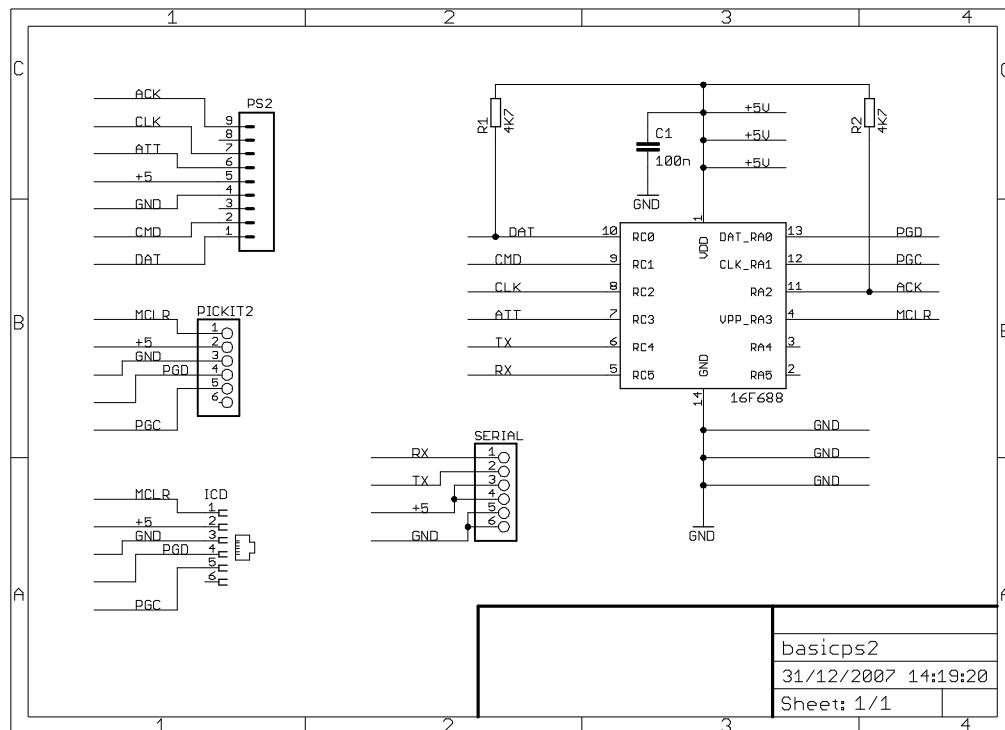 1 2 3 4
C
ACK
CLK
ATT
+5
GND
CMD
DAT
PS2
9
8
7
6
5
4
3
2
1
R1
4K7
C1
100n
GND
+5V
+5V
+5V
R2
4K7
DAT
CMD
CLK
ATT
TX
RX
10
9
8
7
6
5
RC0
RC1
RC2
RC3
RC4
RC5
1
VDD
GND
14
DAT_RA0
CLK_RA1
RA2
VPP_RA3
RA4
RA5
13
12
11
4
3
2
PGD
PGC
ACK
MCLR
16F688
GND
GND
GND
GND
B
MCLR
+5
GND
PGD
PGC
PICKIT2
1
2
3
4
5
6
MCLR
+5
GND
PGD
PGC
ICD
1
2
3
4
5
6
RX
TX
+5
GND
SERIAL
1
2
3
4
5
6
A
basicps2
31/12/2007 14:19:20
Sheet: 1/1
1 2 3 4